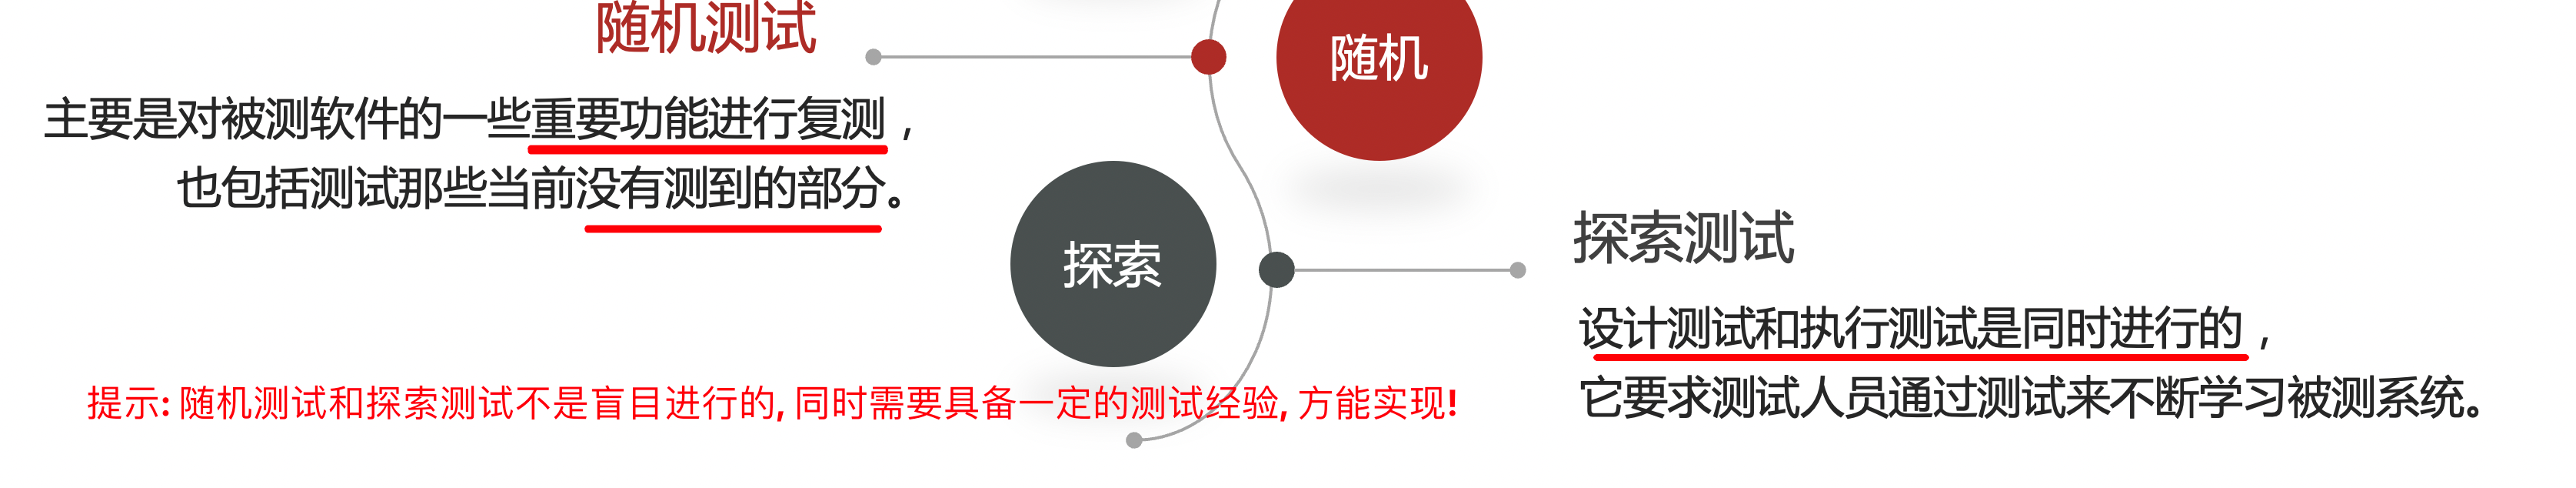 随机测试
随机
主要是对被测软件的一些重要功能进行复测，
也包括测试那些当前没有测到的部分。
探索
探索测试
设计测试和执行测试是同时进行的，
它要求测试人员通过测试来不断学习被测系统。
提示: 随机测试和探索测试不是盲目进行的, 同时需要具备一定的测试经验, 方能实现!